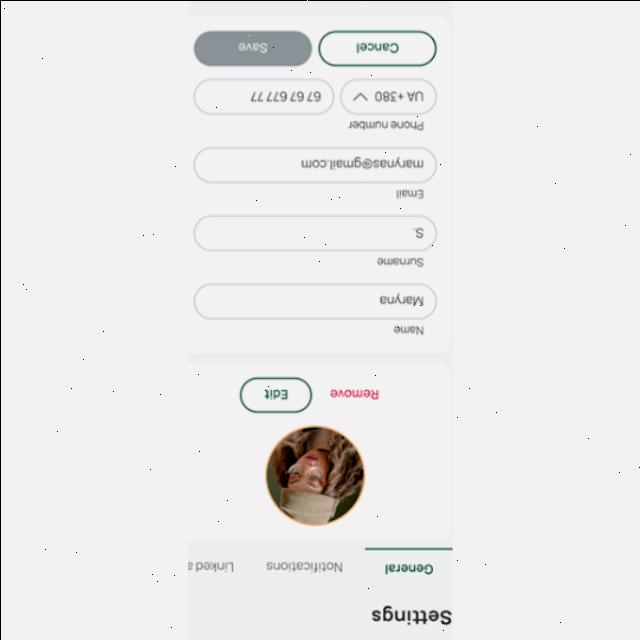 Settings
General Notifications Linked a
Remove Edit
Name
Maryna
Surname
S.
Email
marynas@gmail.com
Phone number
UA +380 67 67 677 77
Cancel Save